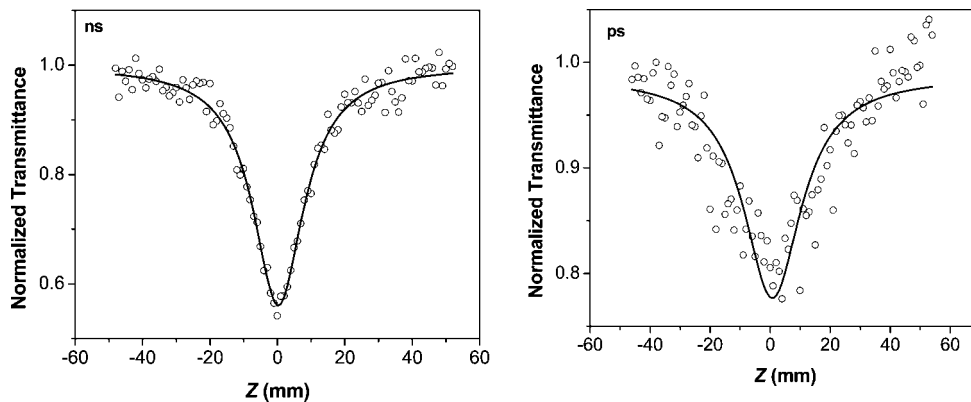 ns
Normalized Transmittance
1.0
0.8
0.6
-60 -40 -20 0 20 40 60
Z (mm)
ps
Normalized Transmittance
1.0
0.9
0.8
-60 -40 -20 0 20 40 60
Z (mm)